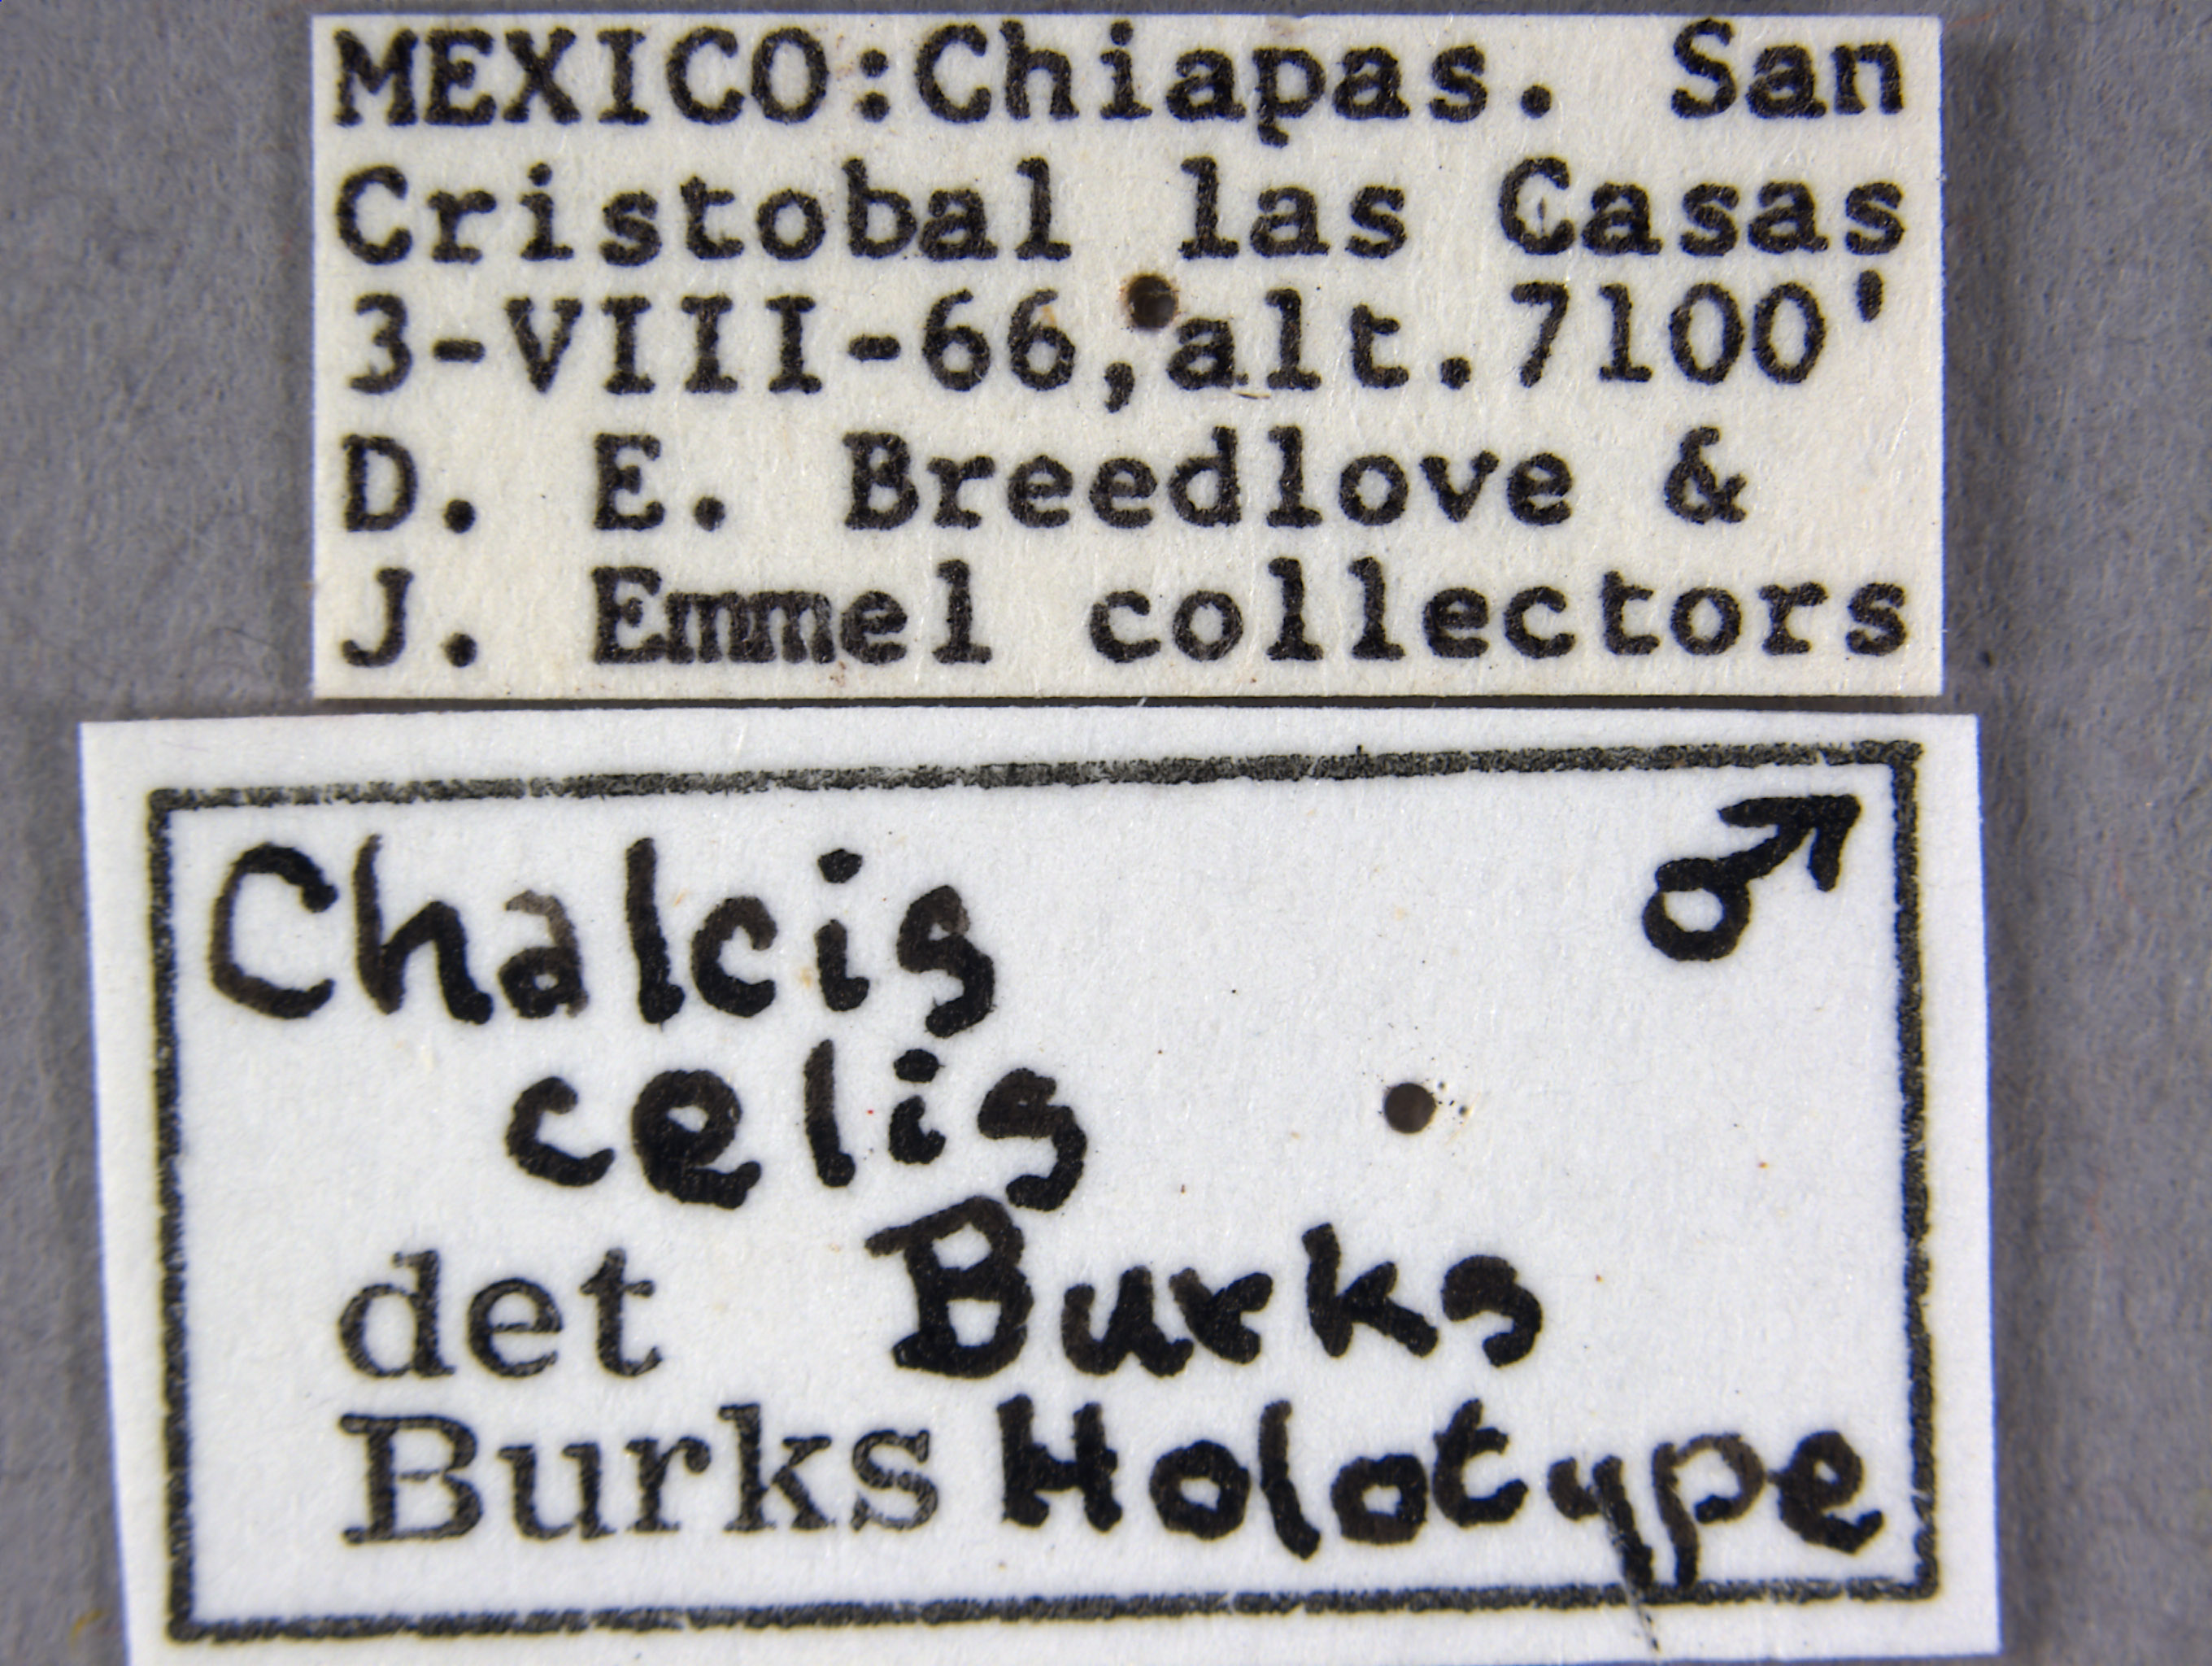 MEXICO:Chiapas. San
Cristobal las Casas
3-VIII-66,alt.7100'
D. E. Breedlove &
J. Emmel collectors
Chalcis ♂
celis
det Burks
Burks Holotype